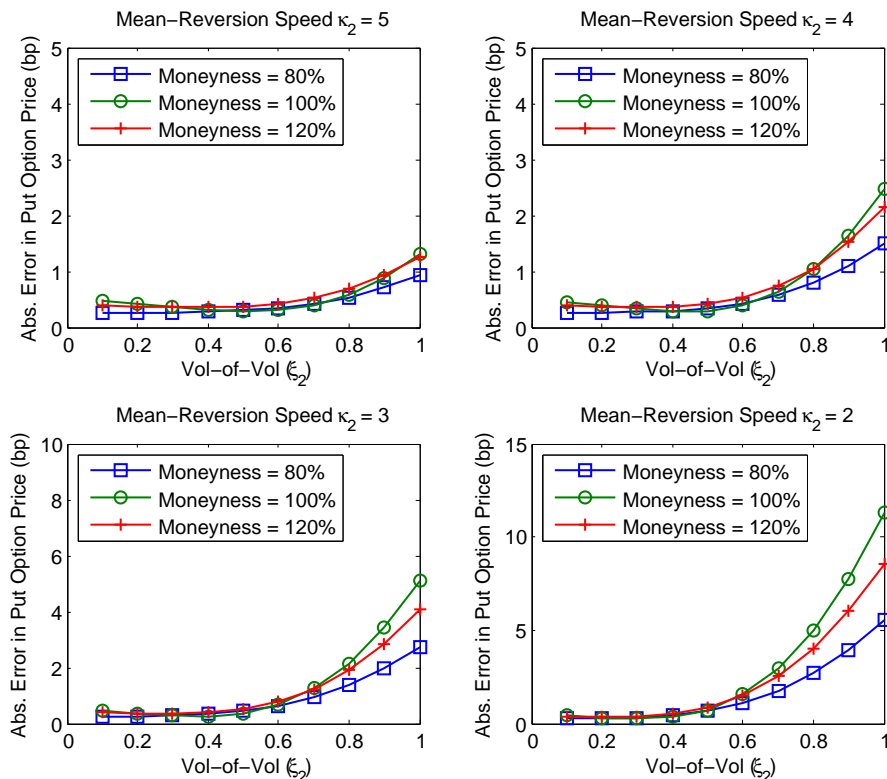 Mean−Reversion Speed κ2 = 5
Abs. Error in Put Option Price (bp)
5
4
3
2
1
0
Moneyness = 80%
Moneyness = 100%
Moneyness = 120%
0 0.2 0.4 0.6 0.8 1
Vol−of−Vol (ξ2)
Mean−Reversion Speed κ2 = 4
Abs. Error in Put Option Price (bp)
5
4
3
2
1
0
Moneyness = 80%
Moneyness = 100%
Moneyness = 120%
0 0.2 0.4 0.6 0.8 1
Vol−of−Vol (ξ2)
Mean−Reversion Speed κ2 = 3
Abs. Error in Put Option Price (bp)
10
8
6
4
2
0
Moneyness = 80%
Moneyness = 100%
Moneyness = 120%
0 0.2 0.4 0.6 0.8 1
Vol−of−Vol (ξ2)
Mean−Reversion Speed κ2 = 2
Abs. Error in Put Option Price (bp)
15
10
5
0
Moneyness = 80%
Moneyness = 100%
Moneyness = 120%
0 0.2 0.4 0.6 0.8 1
Vol−of−Vol (ξ2)